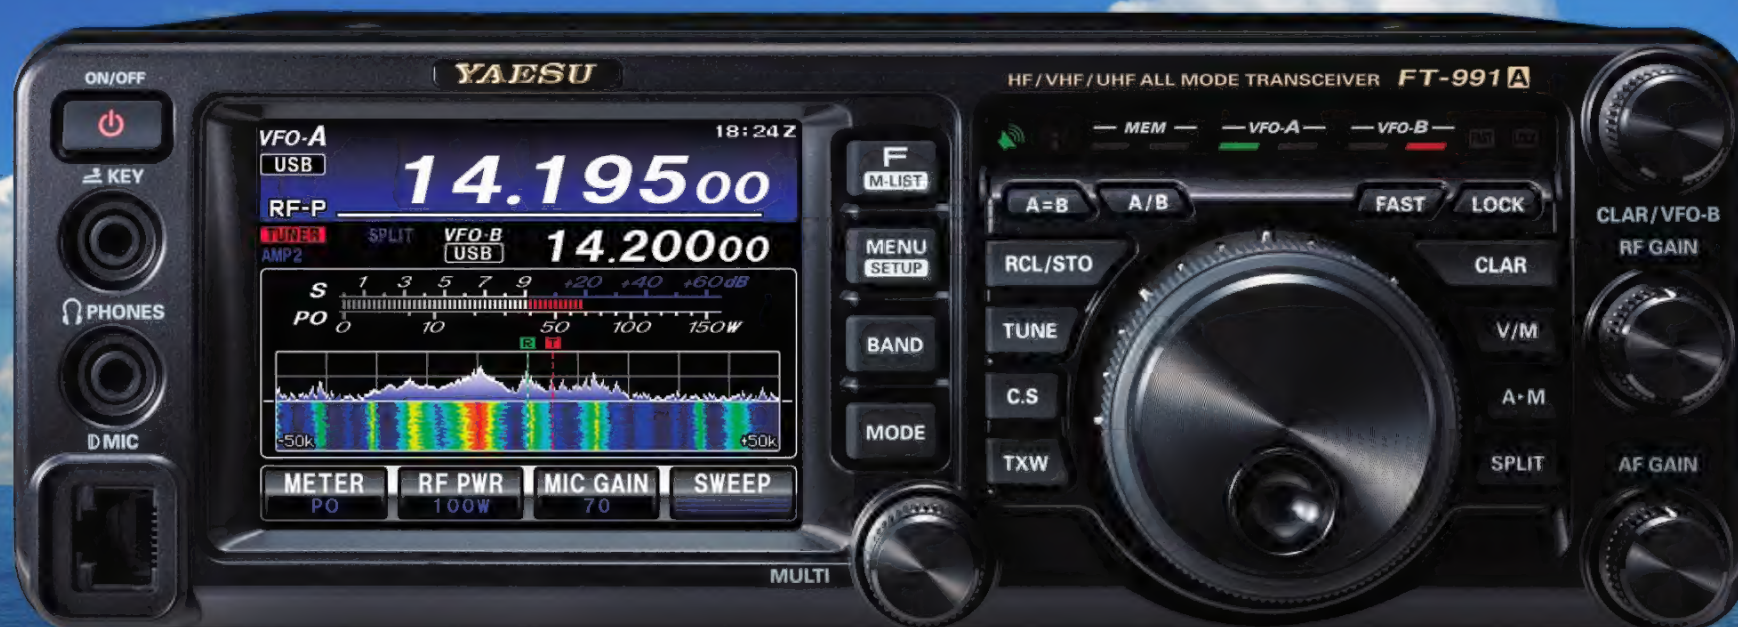 ON/OFF
YAESU
HF/VHF/UHF ALL MODE TRANSCEIVER FT-991A
KEY
PHONES
MIC
VFO-A
18:24Z
USB
14.19500
RF-P
TUNER
SPLIT
VFO-B
AMP2
USB
14.20000
S 1 3 5 7 9 +20 +40 +60dB
PO 0 10 50 100 150W
R T
-50k +50k
METER RF PWR MIC GAIN SWEEP
PO 100W 70
F
M-LIST
MENU
SETUP
BAND
MODE
MULTI
MEM VFO-A VFO-B
A=B A/B FAST LOCK
RCL/STO CLAR
TUNE V/M
C.S A▸M
TXW SPLIT
CLAR/VFO-B
RF GAIN
AF GAIN